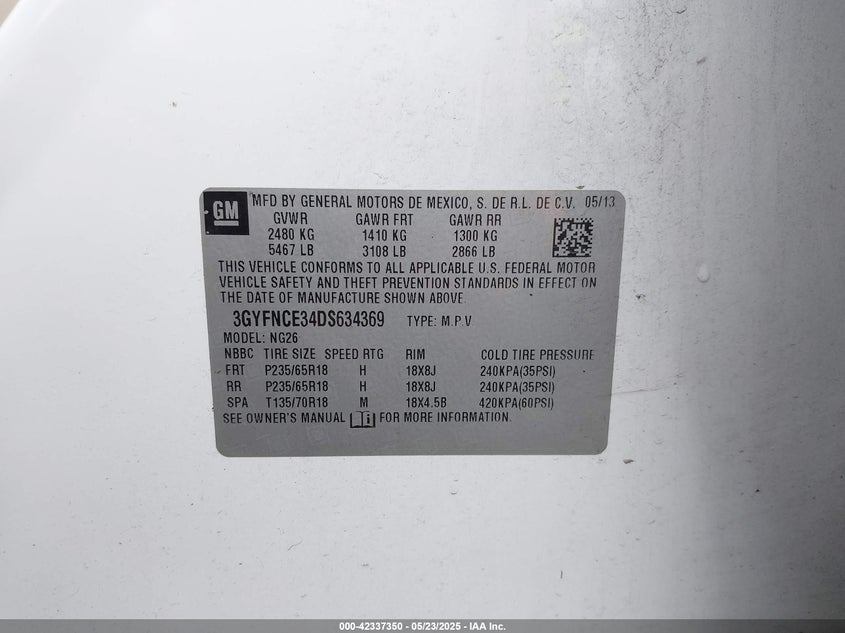 GM MFD BY GENERAL MOTORS DE MEXICO, S. DE R.L. DE C.V. 05/13
GVWR GAWR FRT GAWR RR
2480 KG 1410 KG 1300 KG
5467 LB 3108 LB 2866 LB
THIS VEHICLE CONFORMS TO ALL APPLICABLE U.S. FEDERAL MOTOR
VEHICLE SAFETY AND THEFT PREVENTION STANDARDS IN EFFECT ON
THE DATE OF MANUFACTURE SHOWN ABOVE.
3GYFNCE34DS634369 TYPE: M.P.V
MODEL: NG26
NBBC TIRE SIZE SPEED RTG RIM COLD TIRE PRESSURE
FRT P235/65R18 H 18X8J 240KPA(35PSI)
RR P235/65R18 H 18X8J 240KPA(35PSI)
SPA T135/70R18 M 18X4.5B 420KPA(60PSI)
SEE OWNER'S MANUAL i FOR MORE INFORMATION.
000-42337350 — 05/23/2025 — IAA Inc.